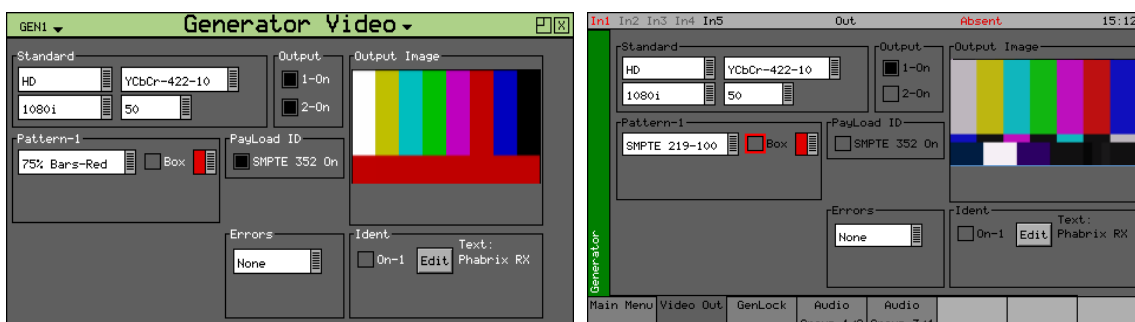 GEN1 Generator Video
Standard Output Output Image
HD YCbCr-422-10 1-On
1080i 50 2-On
Pattern-1 PayLoad ID
75% Bars-Red Box SMPTE 352 On
Errors Ident
None On-1 Edit Text:
Phabrix RX
In1 In2 In3 In4 In5 Out Absent 15:12
Standard Output Output Image
HD YCbCr-422-10 1-On
1080i 50 2-On
Pattern-1 PayLoad ID
SMPTE 219-100 Box SMPTE 352 On
Errors Ident
None On-1 Edit Text:
Phabrix RX
Generator
Main Menu Video Out GenLock Audio Audio